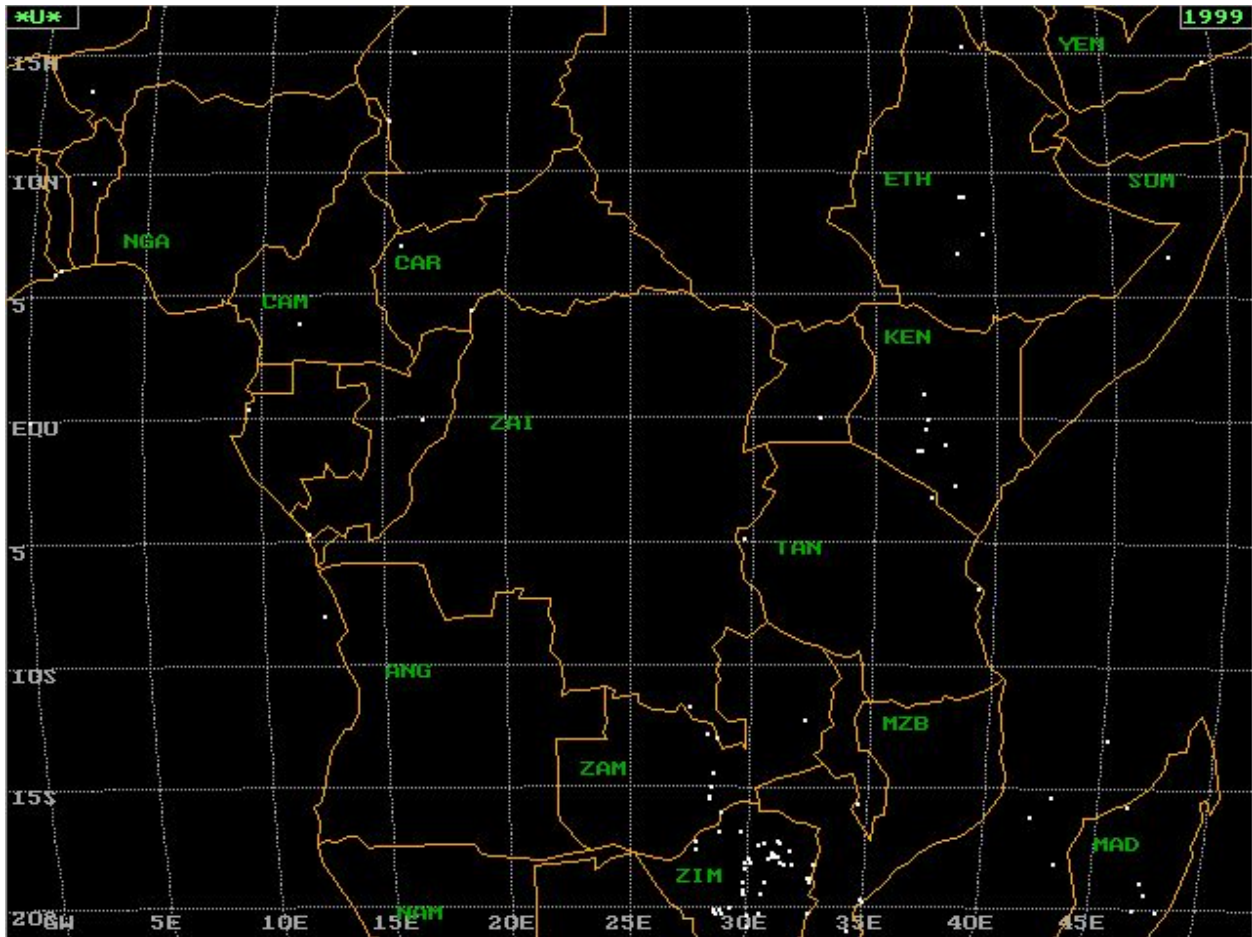 *U*
1999
YEN
15N
10N
ETH
SOM
NGA
CAR
CAM
5
KEN
EQU
ZAI
5
TAN
10S
ANG
MZB
ZAM
15S
MAD
ZIM
NAM
20S GW 5E 10E 15E 20E 25E 30E 35E 40E 45E